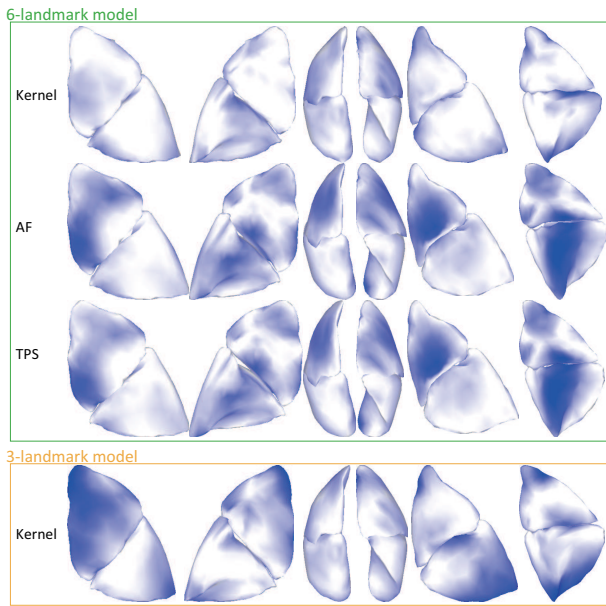 6-landmark model
Kernel
AF
TPS
3-landmark model
Kernel